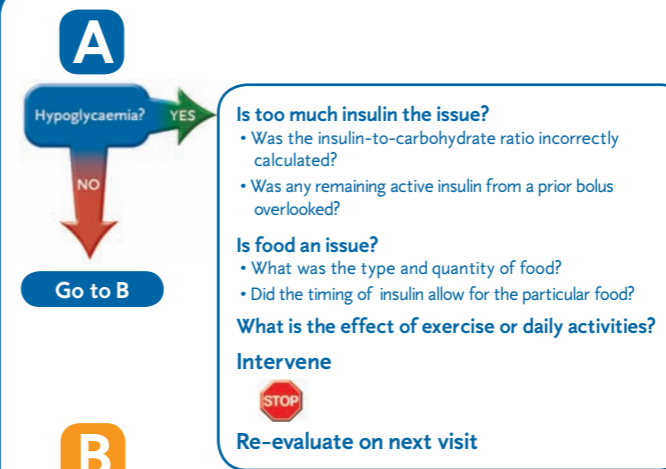 A
Hypoglycaemia?
YES
NO
Go to B
Is too much insulin the issue?
• Was the insulin-to-carbohydrate ratio incorrectly
calculated?
• Was any remaining active insulin from a prior bolus
overlooked?
Is food an issue?
• What was the type and quantity of food?
• Did the timing of insulin allow for the particular food?
What is the effect of exercise or daily activities?
Intervene
STOP
Re-evaluate on next visit
B